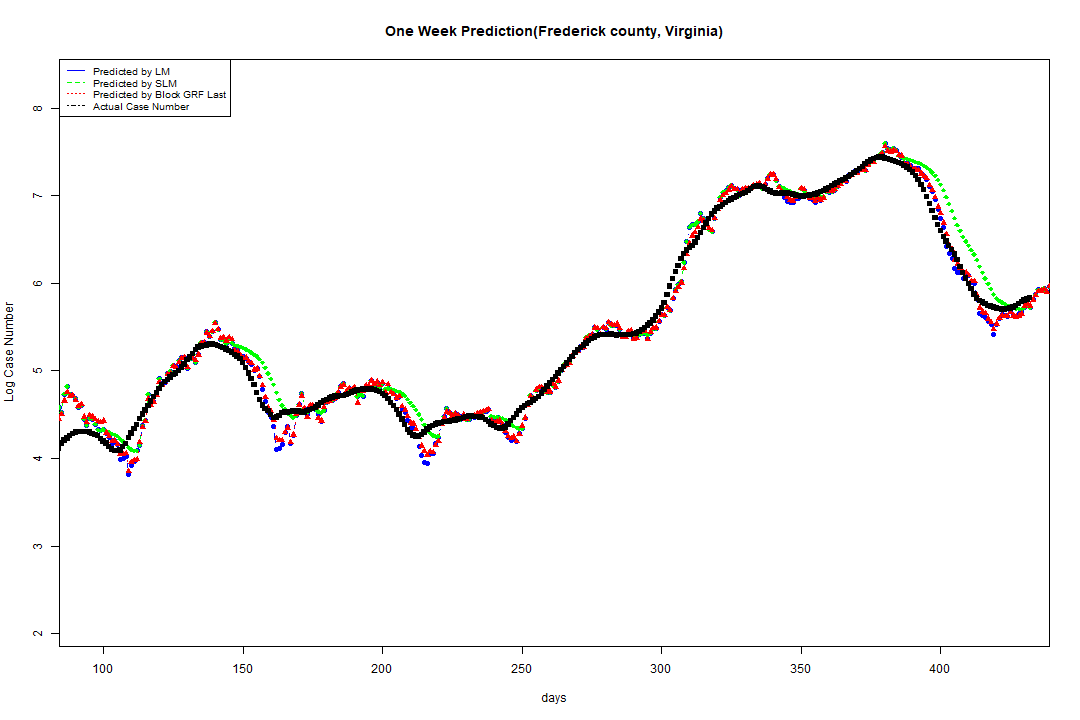 One Week Prediction(Frederick county, Virginia)
Predicted by LM
Predicted by SLM
Predicted by Block GRF Last
Actual Case Number
8
7
6
5
4
3
2
Log Case Number
100 150 200 250 300 350 400
days